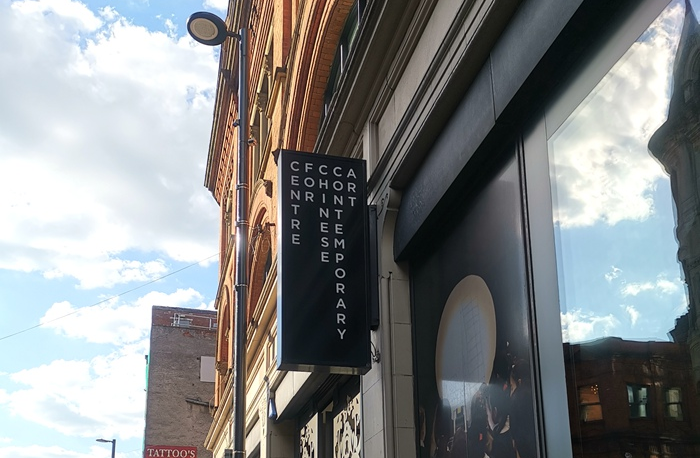 CENTRE
FOR
CHINESE
CONTEMPORARY
ART
TATTOO'S